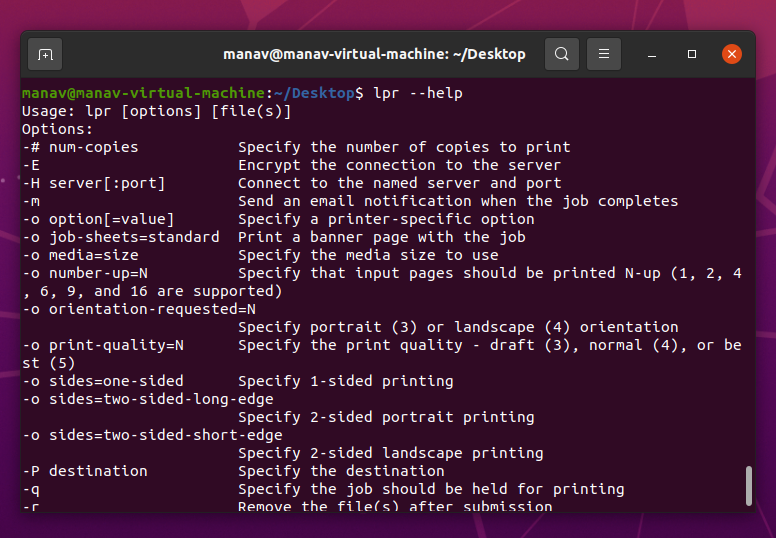 manav@manav-virtual-machine: ~/Desktop
manav@manav-virtual-machine:~/Desktop$ lpr --help
Usage: lpr [options] [file(s)]
Options:
-# num-copies           Specify the number of copies to print
-E                      Encrypt the connection to the server
-H server[:port]        Connect to the named server and port
-m                      Send an email notification when the job completes
-o option[=value]       Specify a printer-specific option
-o job-sheets=standard  Print a banner page with the job
-o media=size           Specify the media size to use
-o number-up=N          Specify that input pages should be printed N-up (1, 2, 4
, 6, 9, and 16 are supported)
-o orientation-requested=N
                        Specify portrait (3) or landscape (4) orientation
-o print-quality=N      Specify the print quality - draft (3), normal (4), or be
st (5)
-o sides=one-sided      Specify 1-sided printing
-o sides=two-sided-long-edge
                        Specify 2-sided portrait printing
-o sides=two-sided-short-edge
                        Specify 2-sided landscape printing
-P destination          Specify the destination
-q                      Specify the job should be held for printing
-r                      Remove the file(s) after submission